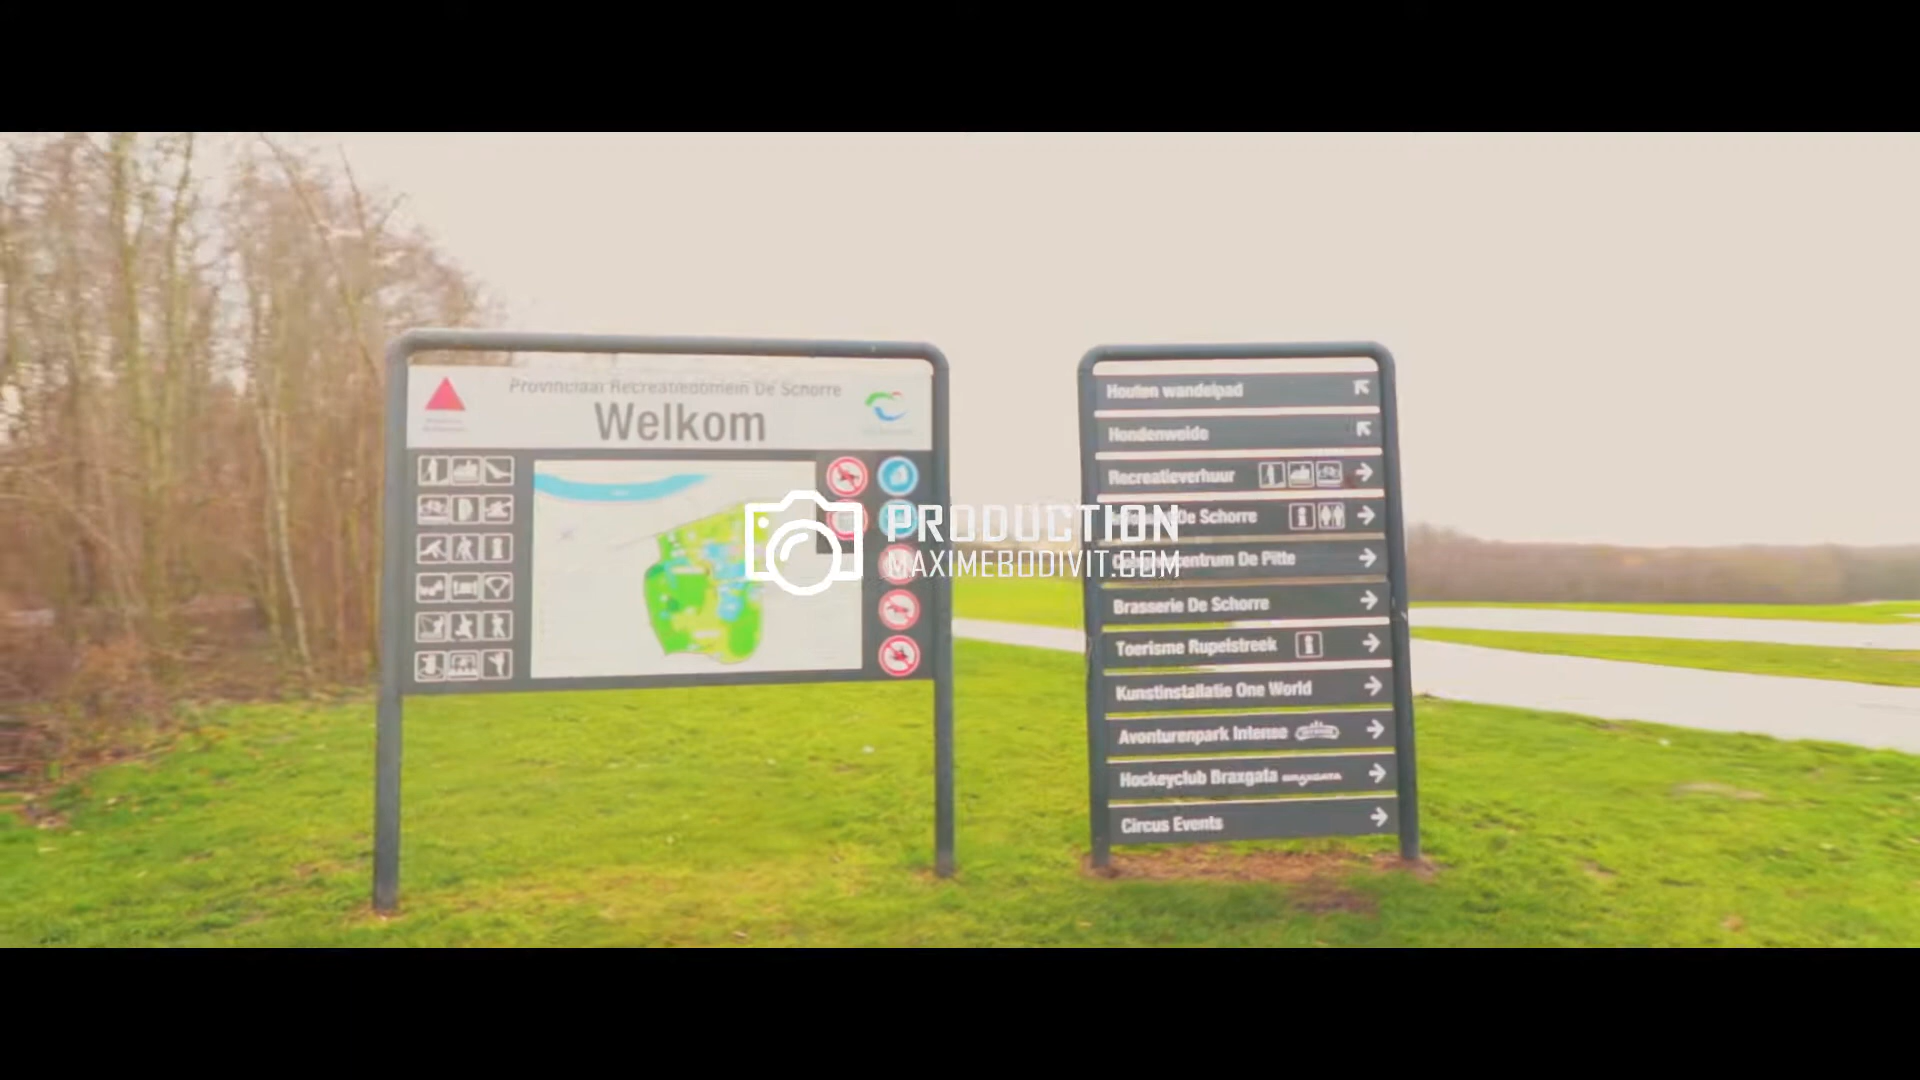 Provinciaal Recreatiedomein De Schorre
Welkom
PRODUCTION
MAXIMEBODIVIT.COM
Houten wandelpad
Hondenweide
Recreatieverhuur
De Schorre
centrum De Pitte
Brasserie De Schorre
Toerisme Rupelstreek
Kunstinstallatie One World
Avonturenpark Intense
Hockeyclub Braxgata
Circus Events